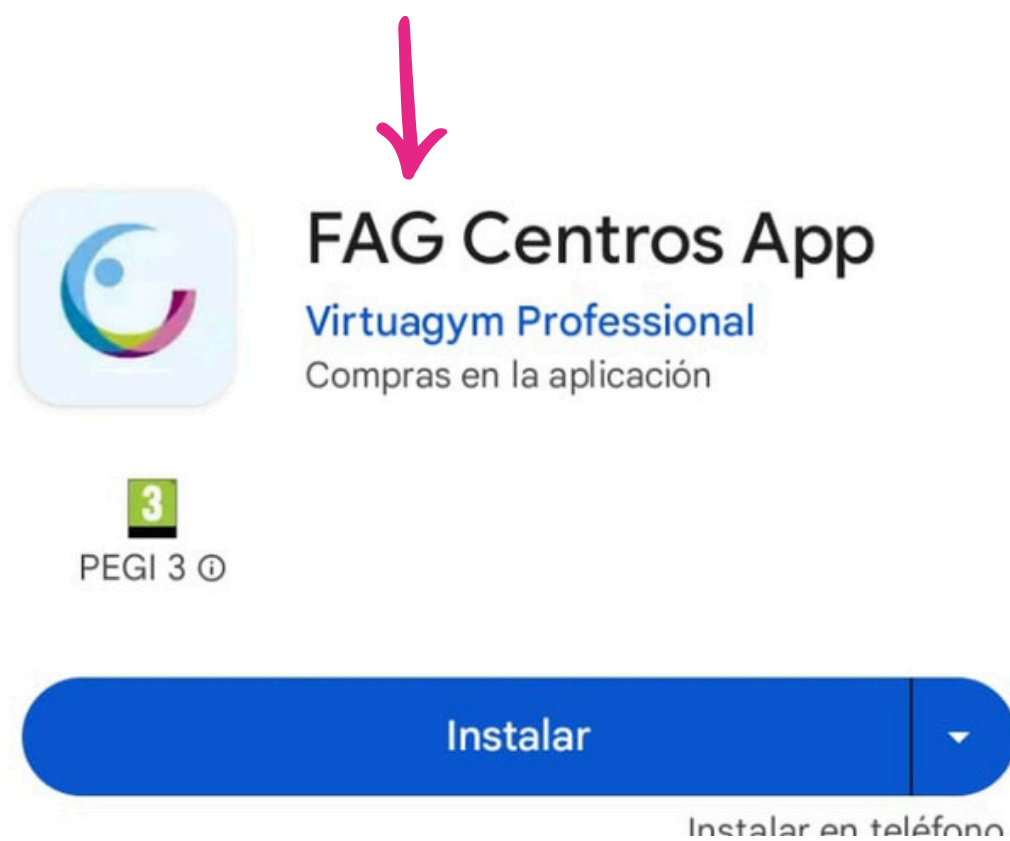 FAG Centros App
Virtuagym Professional
Compras en la aplicación
3
PEGI 3
Instalar
Instalar en teléfono